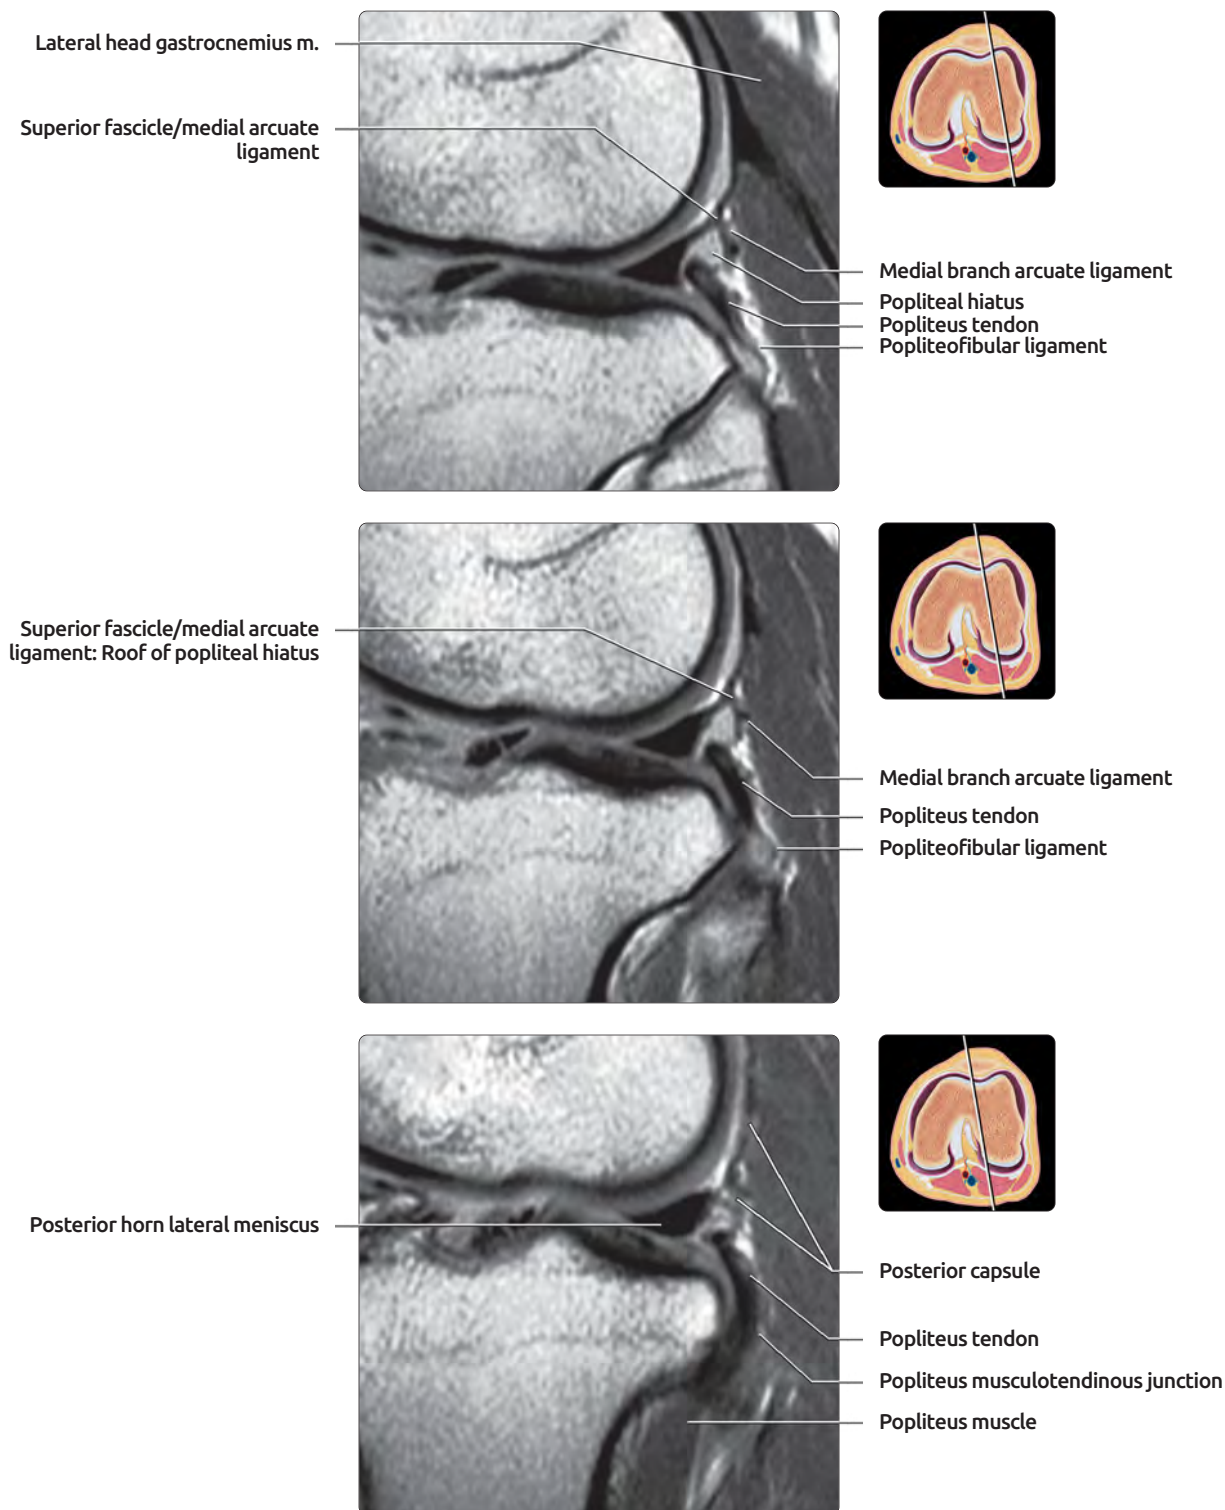 Lateral head gastrocnemius m.
Superior fascicle/medial arcuate
ligament
Medial branch arcuate ligament
Popliteal hiatus
Popliteus tendon
Popliteofibular ligament
Superior fascicle/medial arcuate
ligament: Roof of popliteal hiatus
Medial branch arcuate ligament
Popliteus tendon
Popliteofibular ligament
Posterior horn lateral meniscus
Posterior capsule
Popliteus tendon
Popliteus musculotendinous junction
Popliteus muscle